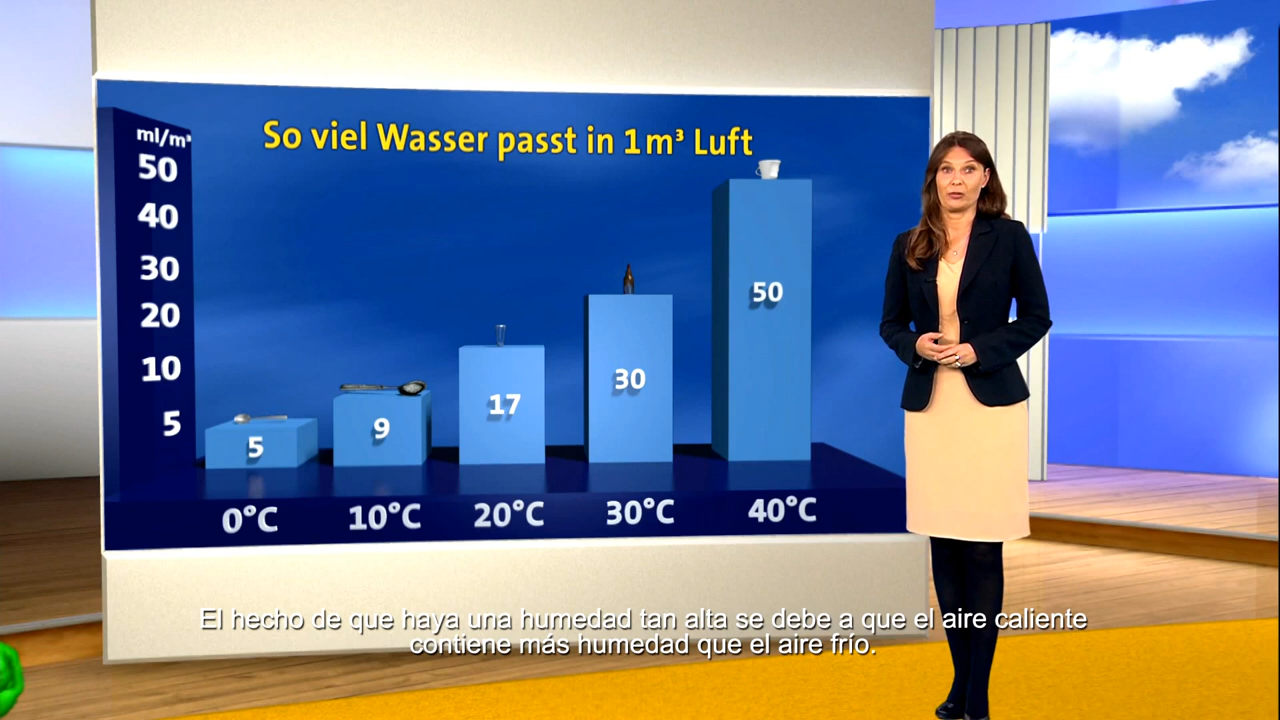 So viel Wasser passt in 1 m³ Luft
ml/m³
50
40
30
20
10
5
5
9
17
30
50
0°C 10°C 20°C 30°C 40°C
El hecho de que haya una humedad tan alta se debe a que el aire caliente
contiene más humedad que el aire frío.